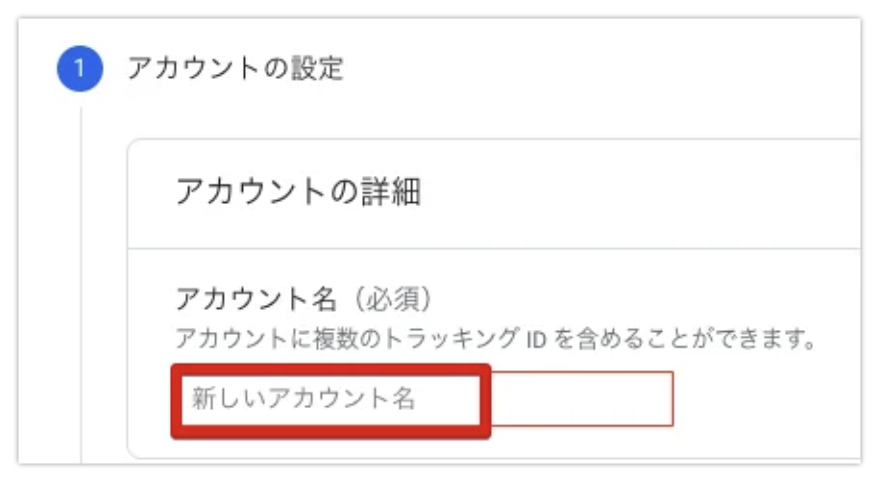 1 アカウントの設定
アカウントの詳細
アカウント名（必須）
アカウントに複数のトラッキング ID を含めることができます。
新しいアカウント名